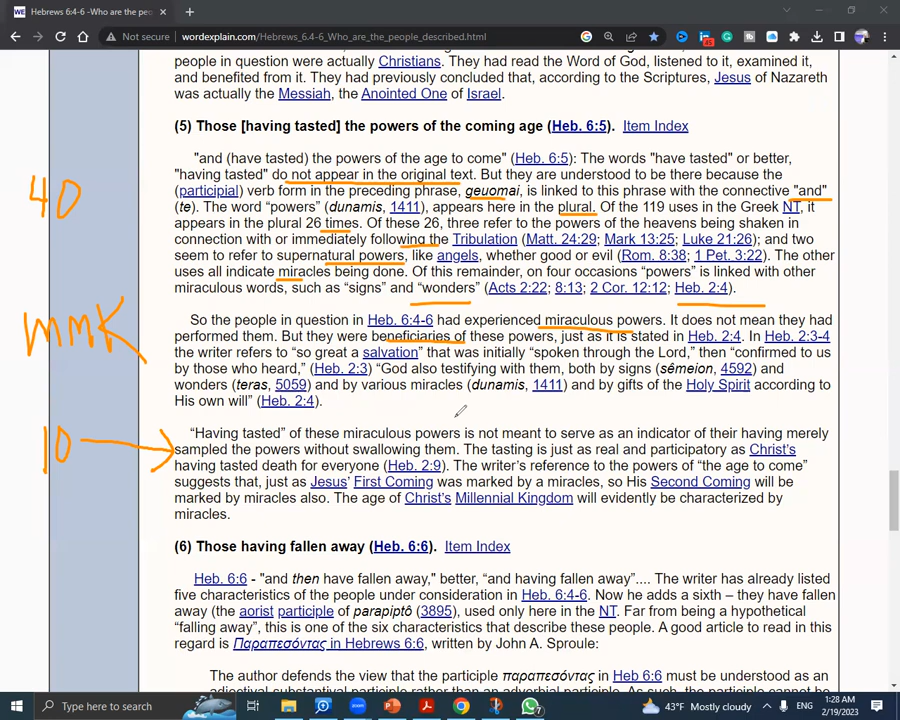 WE Hebrews 6:4-6 -Who are the peo
Not secure wordexplain.com/Hebrews_6.4-6_Who_are_the_people_described.html
45
people in question were actually Christians. They had read the Word of God, listened to it, examined it,
and benefited from it. They had previously concluded that, according to the Scriptures, Jesus of Nazareth
was actually the Messiah, the Anointed One of Israel.
(5) Those [having tasted] the powers of the coming age (Heb. 6:5). Item Index
"and (have tasted) the powers of the age to come" (Heb. 6:5): The words "have tasted" or better,
"having tasted" do not appear in the original text. But they are understood to be there because the
(participial) verb form in the preceding phrase, geuomai, is linked to this phrase with the connective "and"
(te). The word “powers” (dunamis, 1411), appears here in the plural. Of the 119 uses in the Greek NT, it
appears in the plural 26 times. Of these 26, three refer to the powers of the heavens being shaken in
connection with or immediately following the Tribulation (Matt. 24:29; Mark 13:25; Luke 21:26); and two
seem to refer to supernatural powers, like angels, whether good or evil (Rom. 8:38; 1 Pet. 3:22). The other
uses all indicate miracles being done. Of this remainder, on four occasions “powers” is linked with other
miraculous words, such as “signs” and “wonders” (Acts 2:22; 8:13; 2 Cor. 12:12; Heb. 2:4).
So the people in question in Heb. 6:4-6 had experienced miraculous powers. It does not mean they had
performed them. But they were beneficiaries of these powers, just as it is stated in Heb. 2:4. In Heb. 2:3-4
the writer refers to “so great a salvation” that was initially “spoken through the Lord,” then “confirmed to us
by those who heard,” (Heb. 2:3) “God also testifying with them, both by signs (sêmeion, 4592) and
wonders (teras, 5059) and by various miracles (dunamis, 1411) and by gifts of the Holy Spirit according to
His own will” (Heb. 2:4).
“Having tasted” of these miraculous powers is not meant to serve as an indicator of their having merely
sampled the powers without swallowing them. The tasting is just as real and participatory as Christ’s
having tasted death for everyone (Heb. 2:9). The writer’s reference to the powers of “the age to come”
suggests that, just as Jesus’ First Coming was marked by a miracles, so His Second Coming will be
marked by miracles also. The age of Christ’s Millennial Kingdom will evidently be characterized by
miracles.
(6) Those having fallen away (Heb. 6:6). Item Index
Heb. 6:6 - "and then have fallen away," better, “and having fallen away”.... The writer has already listed
five characteristics of the people under consideration in Heb. 6:4-6. Now he adds a sixth – they have fallen
away (the aorist participle of parapiptô (3895), used only here in the NT. Far from being a hypothetical
“falling away”, this is one of the six characteristics that describe these people. A good article to read in this
regard is Παραπεσόντας in Hebrews 6:6", written by John A. Sproule:
The author defends the view that the participle παραπεσόντας in Heb 6:6 must be understood as an
adjectival substantival participle rather than an adverbial participle. As such, the participle cannot be
40
MMK
10
Type here to search
zoom
7
43°F Mostly cloudy
ENG
1:28 AM
2/19/2023